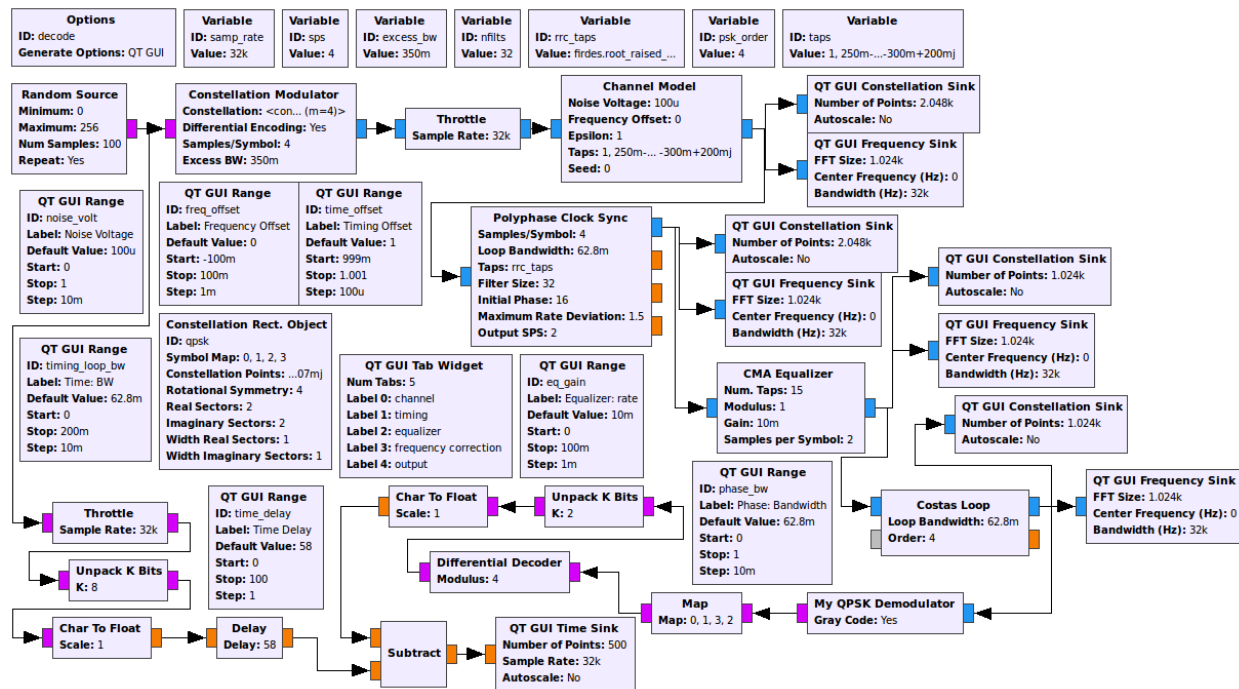 Options
ID: decode
Generate Options: QT GUI
Variable
ID: samp_rate
Value: 32k
Variable
ID: sps
Value: 4
Variable
ID: excess_bw
Value: 350m
Variable
ID: nfilts
Value: 32
Variable
ID: rrc_taps
Value: firdes.root_raised_...
Variable
ID: psk_order
Value: 4
Variable
ID: taps
Value: 1, 250m-...-300m+200mj
Random Source
Minimum: 0
Maximum: 256
Num Samples: 100
Repeat: Yes
Constellation Modulator
Constellation: <con... (m=4)>
Differential Encoding: Yes
Samples/Symbol: 4
Excess BW: 350m
Throttle
Sample Rate: 32k
Channel Model
Noise Voltage: 100u
Frequency Offset: 0
Epsilon: 1
Taps: 1, 250m-... -300m+200mj
Seed: 0
QT GUI Constellation Sink
Number of Points: 2.048k
Autoscale: No
QT GUI Frequency Sink
FFT Size: 1.024k
Center Frequency (Hz): 0
Bandwidth (Hz): 32k
QT GUI Range
ID: noise_volt
Label: Noise Voltage
Default Value: 100u
Start: 0
Stop: 1
Step: 10m
QT GUI Range
ID: freq_offset
Label: Frequency Offset
Default Value: 0
Start: -100m
Stop: 100m
Step: 1m
QT GUI Range
ID: time_offset
Label: Timing Offset
Default Value: 1
Start: 999m
Stop: 1.001
Step: 100u
Polyphase Clock Sync
Samples/Symbol: 4
Loop Bandwidth: 62.8m
Taps: rrc_taps
Filter Size: 32
Initial Phase: 16
Maximum Rate Deviation: 1.5
Output SPS: 2
QT GUI Constellation Sink
Number of Points: 2.048k
Autoscale: No
QT GUI Frequency Sink
FFT Size: 1.024k
Center Frequency (Hz): 0
Bandwidth (Hz): 32k
QT GUI Constellation Sink
Number of Points: 1.024k
Autoscale: No
QT GUI Frequency Sink
FFT Size: 1.024k
Center Frequency (Hz): 0
Bandwidth (Hz): 32k
QT GUI Range
ID: timing_loop_bw
Label: Time: BW
Default Value: 62.8m
Start: 0
Stop: 200m
Step: 10m
Constellation Rect. Object
ID: qpsk
Symbol Map: 0, 1, 2, 3
Constellation Points: ...07mj
Rotational Symmetry: 4
Real Sectors: 2
Imaginary Sectors: 2
Width Real Sectors: 1
Width Imaginary Sectors: 1
QT GUI Tab Widget
Num Tabs: 5
Label 0: channel
Label 1: timing
Label 2: equalizer
Label 3: frequency correction
Label 4: output
QT GUI Range
ID: eq_gain
Label: Equalizer: rate
Default Value: 10m
Start: 0
Stop: 100m
Step: 1m
CMA Equalizer
Num. Taps: 15
Modulus: 1
Gain: 10m
Samples per Symbol: 2
QT GUI Constellation Sink
Number of Points: 1.024k
Autoscale: No
Throttle
Sample Rate: 32k
QT GUI Range
ID: time_delay
Label: Time Delay
Default Value: 58
Start: 0
Stop: 100
Step: 1
Char To Float
Scale: 1
Unpack K Bits
K: 2
QT GUI Range
ID: phase_bw
Label: Phase: Bandwidth
Default Value: 62.8m
Start: 0
Stop: 1
Step: 10m
Costas Loop
Loop Bandwidth: 62.8m
Order: 4
QT GUI Frequency Sink
FFT Size: 1.024k
Center Frequency (Hz): 0
Bandwidth (Hz): 32k
Unpack K Bits
K: 8
Differential Decoder
Modulus: 4
Map
Map: 0, 1, 3, 2
My QPSK Demodulator
Gray Code: Yes
Char To Float
Scale: 1
Delay
Delay: 58
Subtract
QT GUI Time Sink
Number of Points: 500
Sample Rate: 32k
Autoscale: No